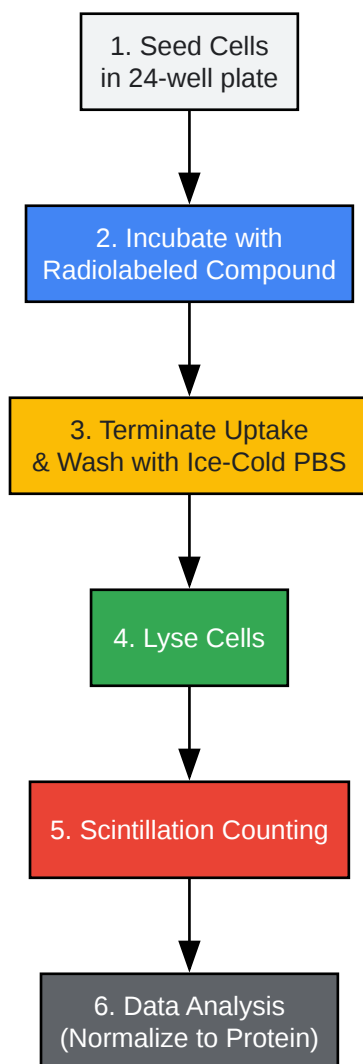 1. Seed Cells
in 24-well plate
2. Incubate with
Radiolabeled Compound
3. Terminate Uptake
& Wash with Ice-Cold PBS
4. Lyse Cells
5. Scintillation Counting
6. Data Analysis
(Normalize to Protein)